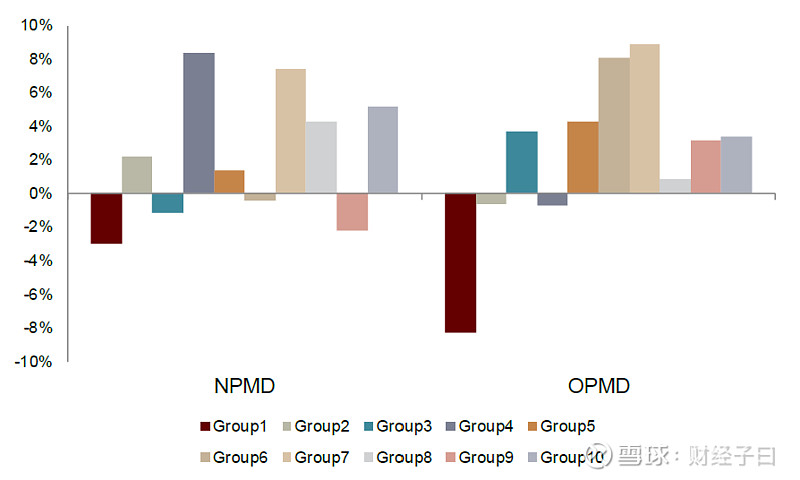 10%
8%
6%
4%
2%
0%
-2%
-4%
-6%
-8%
-10%
NPMD OPMD
Group1 Group2 Group3 Group4 Group5
Group6 Group7 Group8 Group9 Group10
雪球：财经子曰